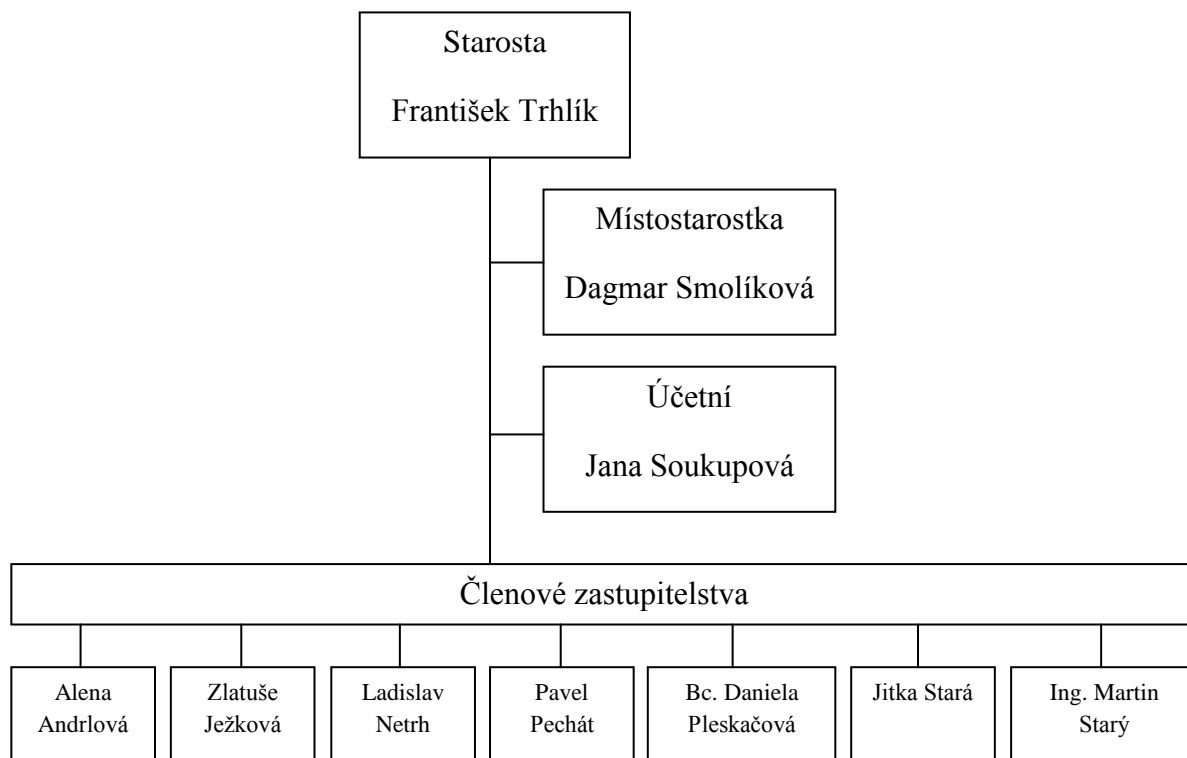 Starosta
František Trhlík
Místostarostka
Dagmar Smolíková
Účetní
Jana Soukupová
Členové zastupitelstva
Alena
Andrlová
Zlatuše
Ježková
Ladislav
Netrh
Pavel
Pechát
Bc. Daniela
Pleskačová
Jitka Stará
Ing. Martin
Starý